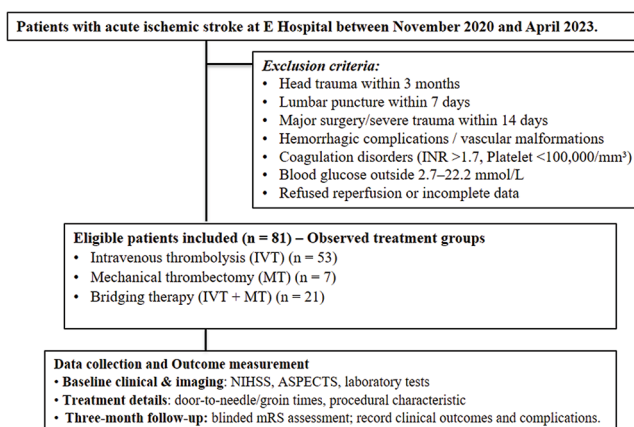 Patients with acute ischemic stroke at E Hospital between November 2020 and April 2023.
Exclusion criteria:
• Head trauma within 3 months
• Lumbar puncture within 7 days
• Major surgery/severe trauma within 14 days
• Hemorrhagic complications / vascular malformations
• Coagulation disorders (INR >1.7, Platelet <100,000/mm³)
• Blood glucose outside 2.7–22.2 mmol/L
• Refused reperfusion or incomplete data
Eligible patients included (n = 81) – Observed treatment groups
• Intravenous thrombolysis (IVT) (n = 53)
• Mechanical thrombectomy (MT) (n = 7)
• Bridging therapy (IVT + MT) (n = 21)
Data collection and Outcome measurement
• Baseline clinical & imaging: NIHSS, ASPECTS, laboratory tests
• Treatment details: door-to-needle/groin times, procedural characteristic
• Three-month follow-up: blinded mRS assessment; record clinical outcomes and complications.